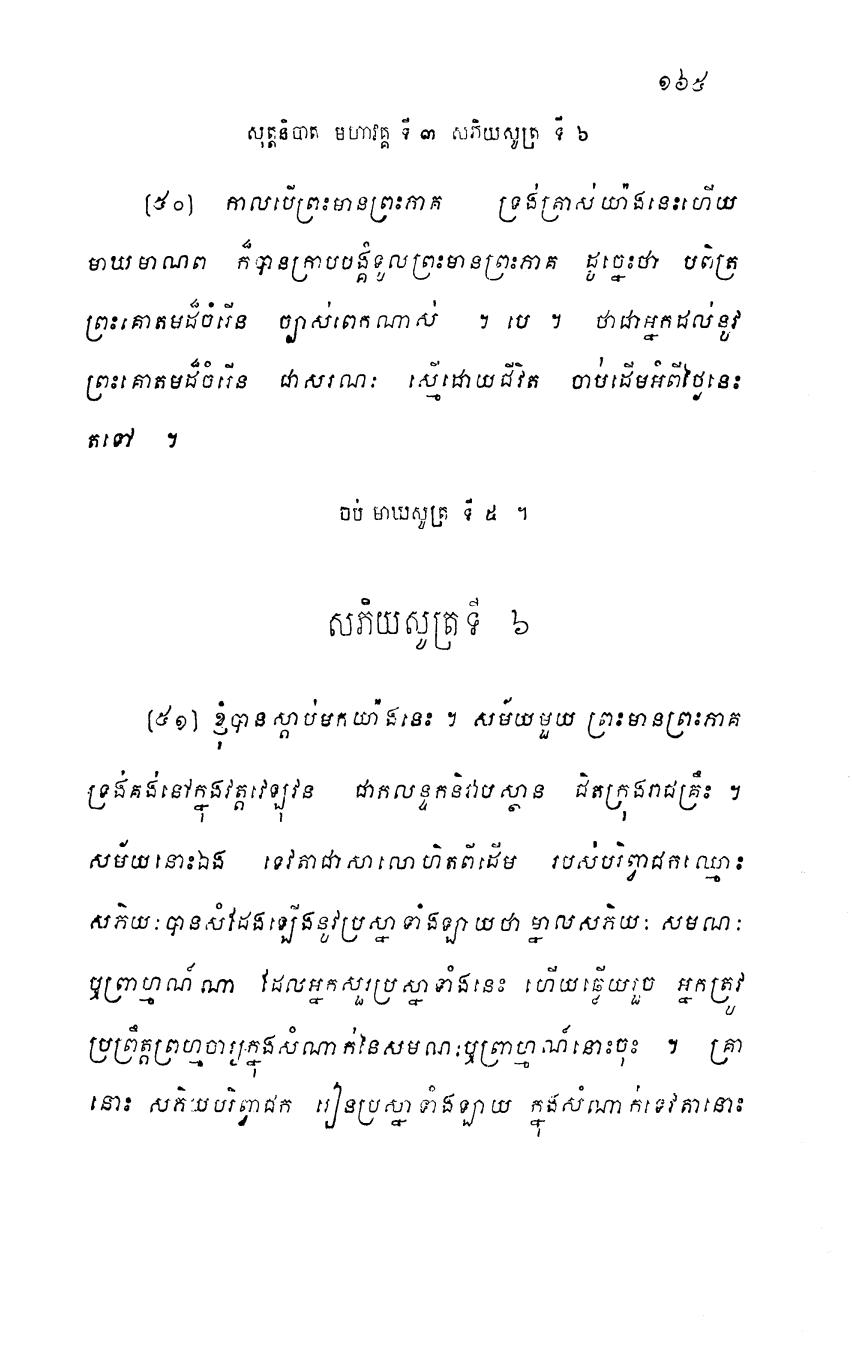 ១៦៥
សុត្តនិបាត មហាវគ្គ ទី ៣ សភិយសូត្រ ទី ៦
(៥០) កាលបើព្រះមានព្រះភាគ ទ្រង់ត្រាស់យ៉ាងនេះហើយ
មាឃមាណព ក៏បានក្រាបបង្គំទូលព្រះមានព្រះភាគ ដូច្នេះថា បពិត្រ
ព្រះគោតមដ៏ចំរើន ច្បាស់ពេកណាស់ ។ បេ ។ ថាជាអ្នកដល់នូវ
ព្រះគោតមដ៏ចំរើន ជាសរណៈ ស្មើដោយជីវិត ចាប់ដើមអំពីថ្ងៃនេះ
តទៅ ។
ចប់ មាឃសូត្រ ទី ៥ ។
សភិយសូត្រទី ៦
(៥១) ខ្ញុំបានស្តាប់មកយ៉ាងនេះ ។ សម័យមួយ ព្រះមានព្រះភាគ
ទ្រង់គង់នៅក្នុងវត្តវេឡុវន ជាកលន្ទកនិវាបស្ថាន ជិតក្រុងរាជគ្រឹះ ។
សម័យនោះឯង ទេវតាជាសាលោហិតពីដើម របស់បរិព្វាជកឈ្មោះ
សភិយៈបានសំដែងឡើងនូវប្រស្នាទាំងឡាយថា ម្នាលសភិយៈ សមណៈ
ឬព្រាហ្មណ៍ណា ដែលអ្នកសួរប្រស្នាទាំងនេះ ហើយឆ្លើយរួច អ្នកត្រូវ
ប្រព្រឹត្តព្រហ្មចារ្យក្នុងសំណាក់នៃសមណៈឬព្រាហ្មណ៍នោះចុះ ។ គ្រា
នោះ សភិយបរិព្វាជក រៀនប្រស្នាទាំងឡាយ ក្នុងសំណាក់ទេវតានោះ